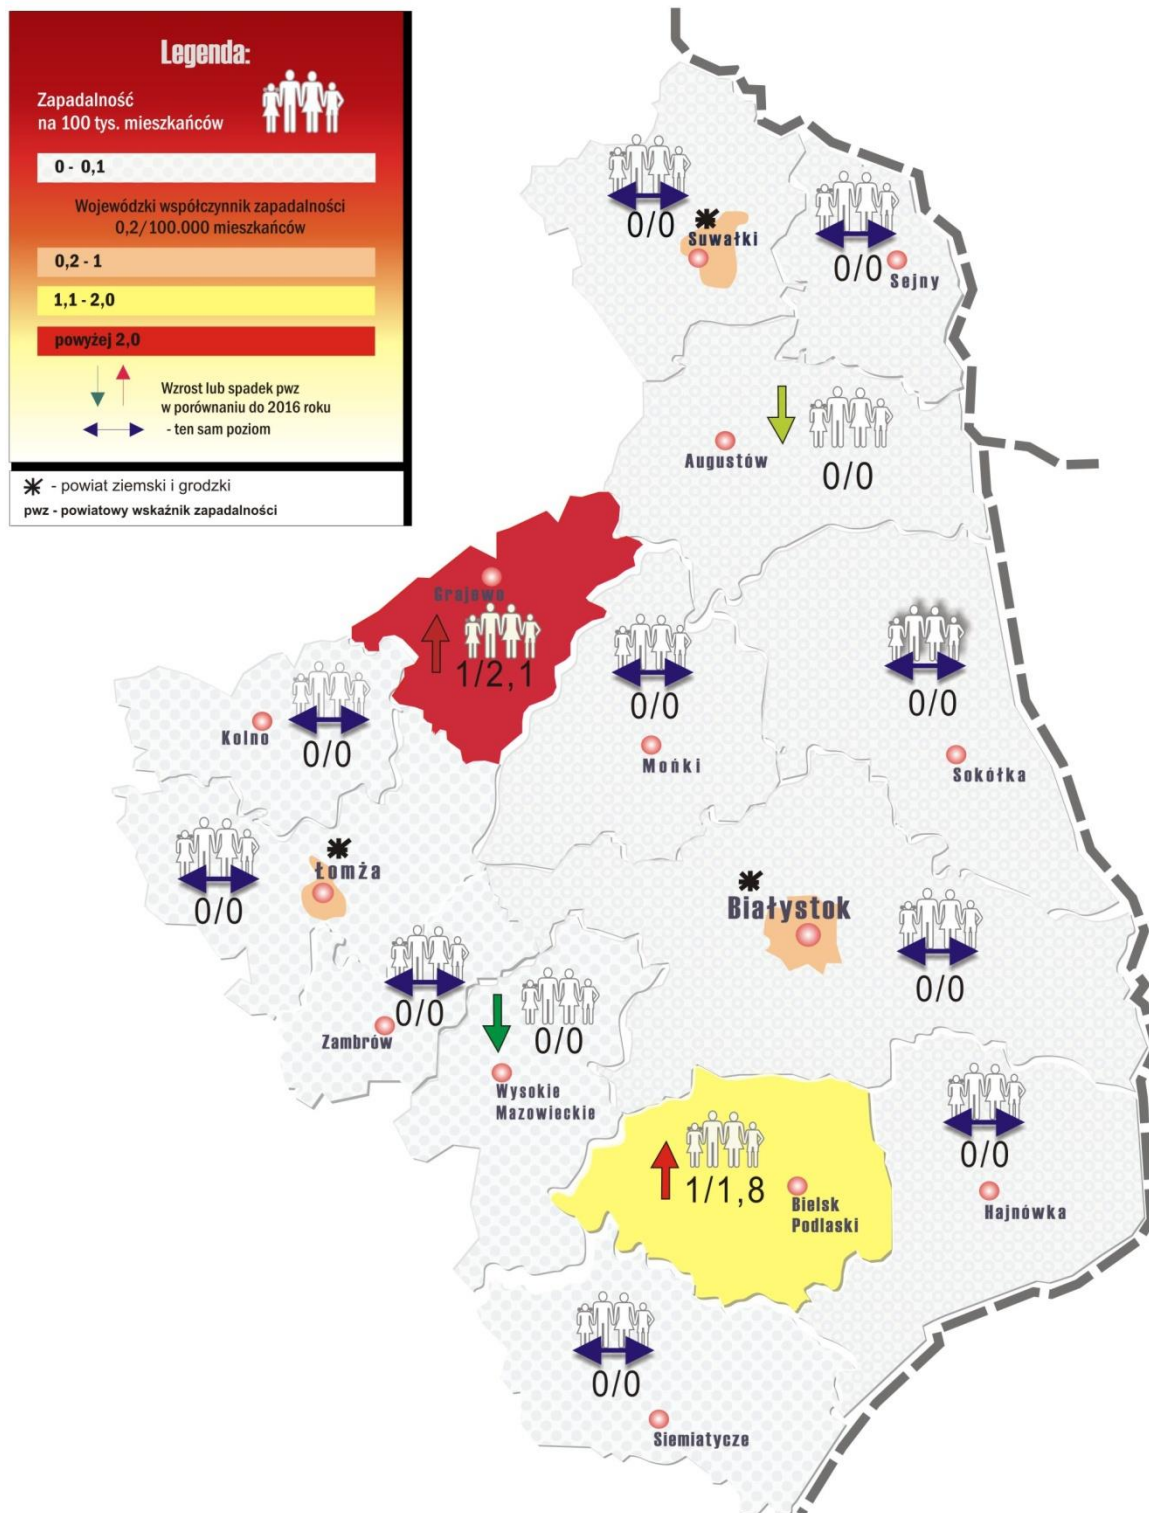 Legenda:
Zapadalność
na 100 tys. mieszkańców
0 - 0,1
Wojewódzki współczynnik zapadalności
0,2/100.000 mieszkańców
0,2 - 1
1,1 - 2,0
powyżej 2,0
Wzrost lub spadek pwz
w porównaniu do 2016 roku
- ten sam poziom
- powiat ziemski i grodzki
pwz - powiatowy wskaźnik zapadalności
0/0
Suwałki
0/0
Sejny
Augustów
0/0
Grajewo
1/2,1
0/0
Mońki
0/0
Sokółka
Kolno
0/0
0/0
Łomża
Białystok
0/0
0/0
Zambrów
0/0
Wysokie
Mazowieckie
0/0
Hajnówka
1/1,8
Bielsk
Podlaski
0/0
Siemiatycze